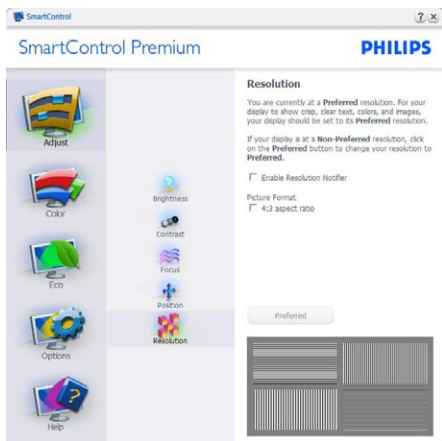 SmartControl
SmartControl Premium
PHILIPS
Adjust
Color
Eco
Options
Help
Brightness
Contrast
Focus
Position
Resolution
Resolution
You are currently at a Preferred resolution. For your
display to show crisp, clear text, colors, and images,
your display should be set to its Preferred resolution.
If your display is at a Non-Preferred resolution, click
on the Preferred button to change your resolution to
Preferred.
Enable Resolution Notifier
Picture Format
4:3 aspect ratio
Preferred